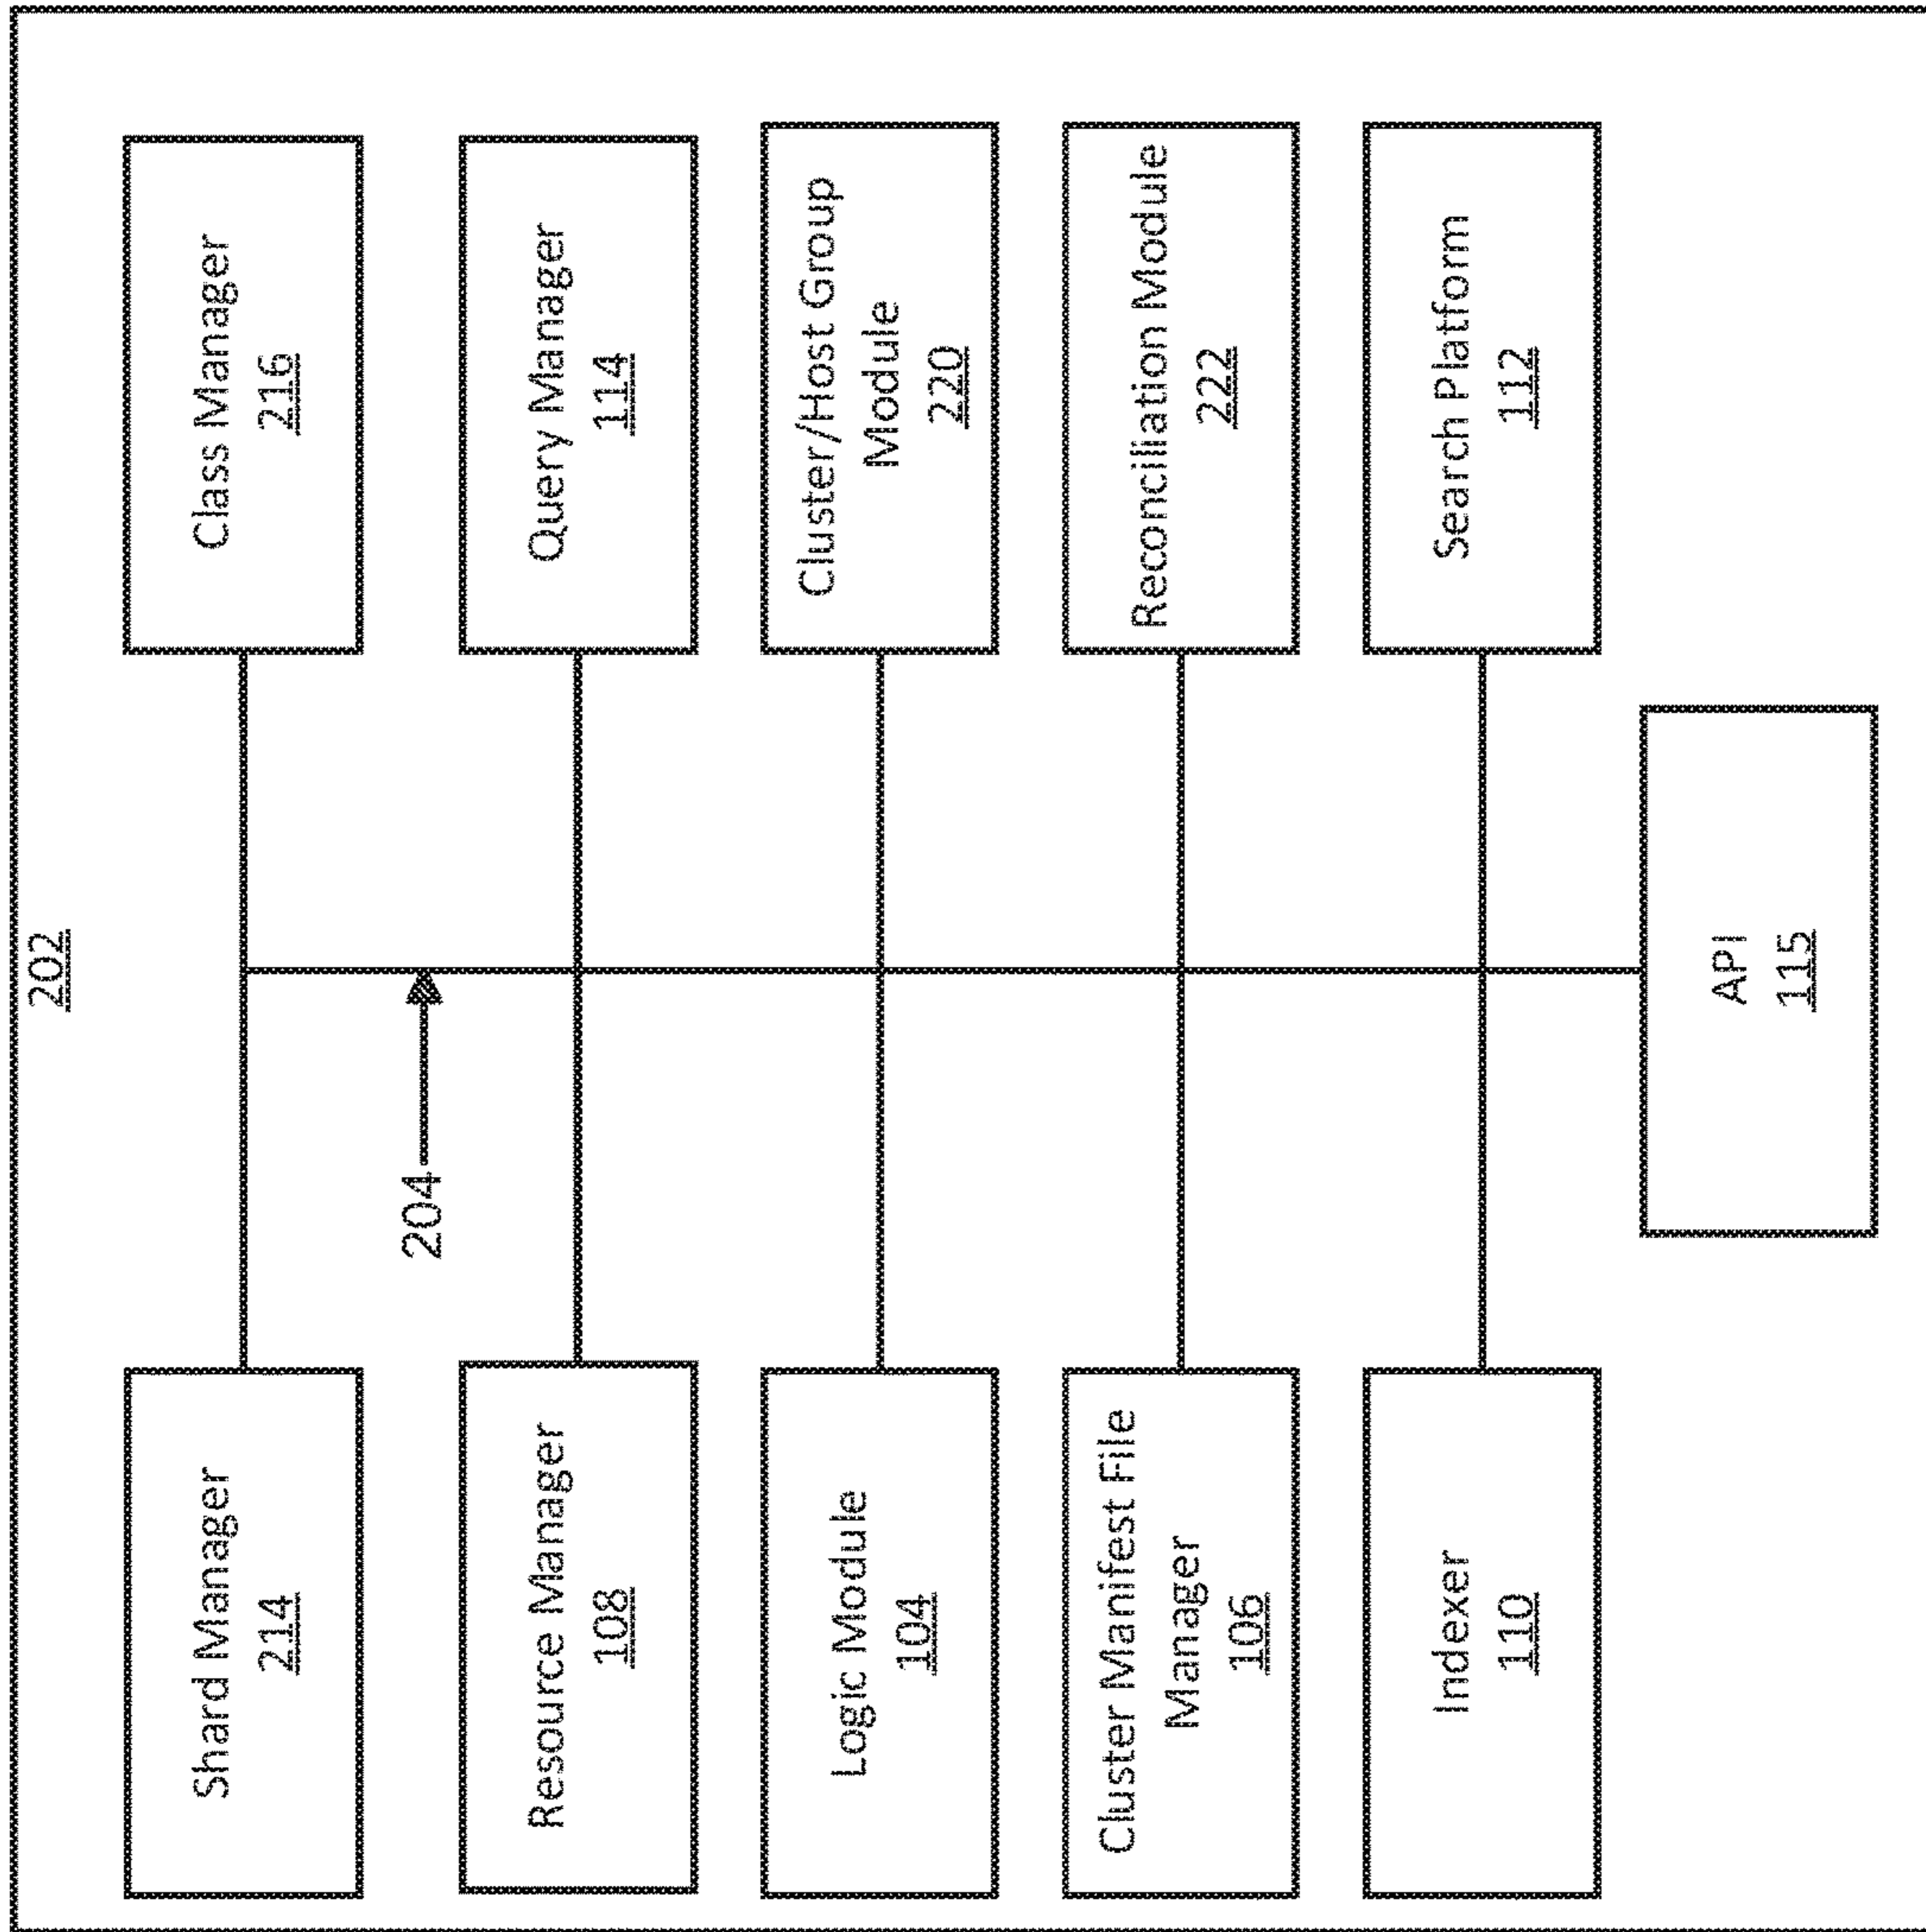 202
Shard Manager
214
Class Manager
216
204
Resource Manager
108
Query Manager
114
Logic Module
104
Cluster/Host Group
Module
220
Cluster Manifest File
Manager
106
Reconciliation Module
222
Indexer
110
Search Platform
112
API
115